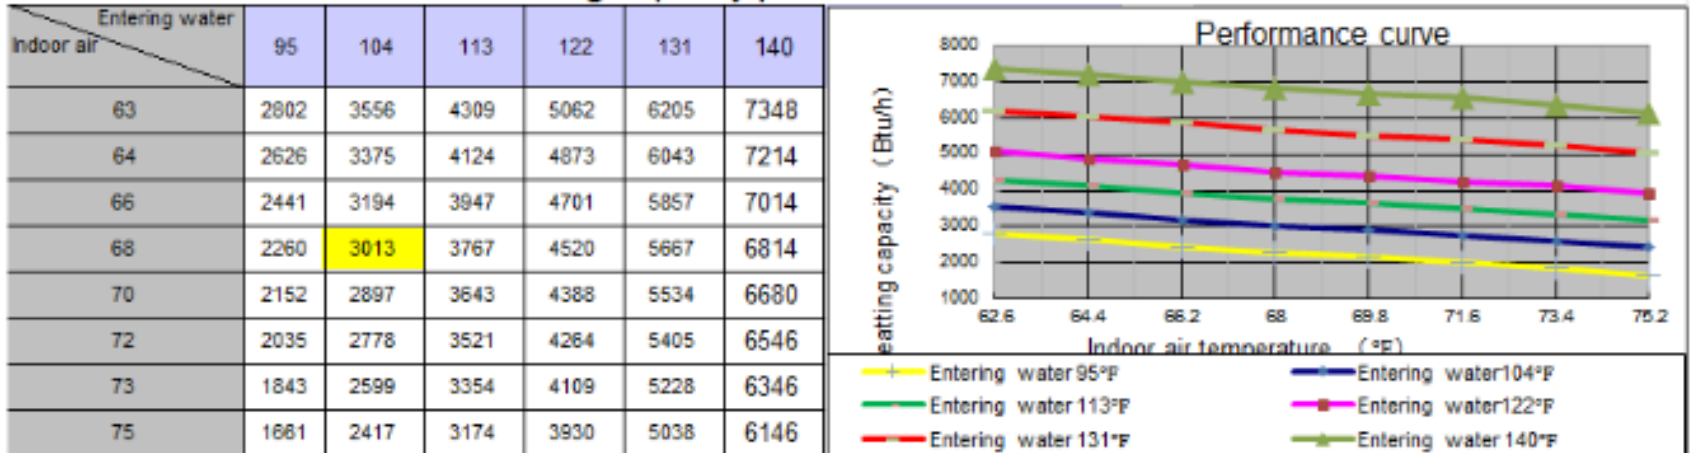 Entering water
Indoor air
95 104 113 122 131 140
63 2802 3556 4309 5062 6205 7348
64 2626 3375 4124 4873 6043 7214
66 2441 3194 3947 4701 5857 7014
68 2260 3013 3767 4520 5667 6814
70 2152 2897 3643 4388 5534 6680
72 2035 2778 3521 4264 5405 6546
73 1843 2599 3354 4109 5228 6346
75 1661 2417 3174 3930 5038 6146
Performance curve
eatting capacity (Btu/h)
8000
7000
6000
5000
4000
3000
2000
1000
62.6 64.4 66.2 68 69.8 71.6 73.4 75.2
Indoor air temperature (°F)
Entering water 95°F Entering water104°F
Entering water 113°F Entering water122°F
Entering water 131°F Entering water 140°F